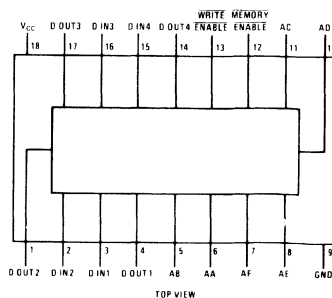 WRITE MEMORY
VCC D OUT3 D IN3 D IN4 D OUT4 ENABLE ENABLE AC AD
18 17 16 15 14 13 12 11 1
1 2 3 4 5 6 7 8 9
D OUT2 D IN2 D IN1 D OUT1 AB AA AF AE GND
TOP VIEW